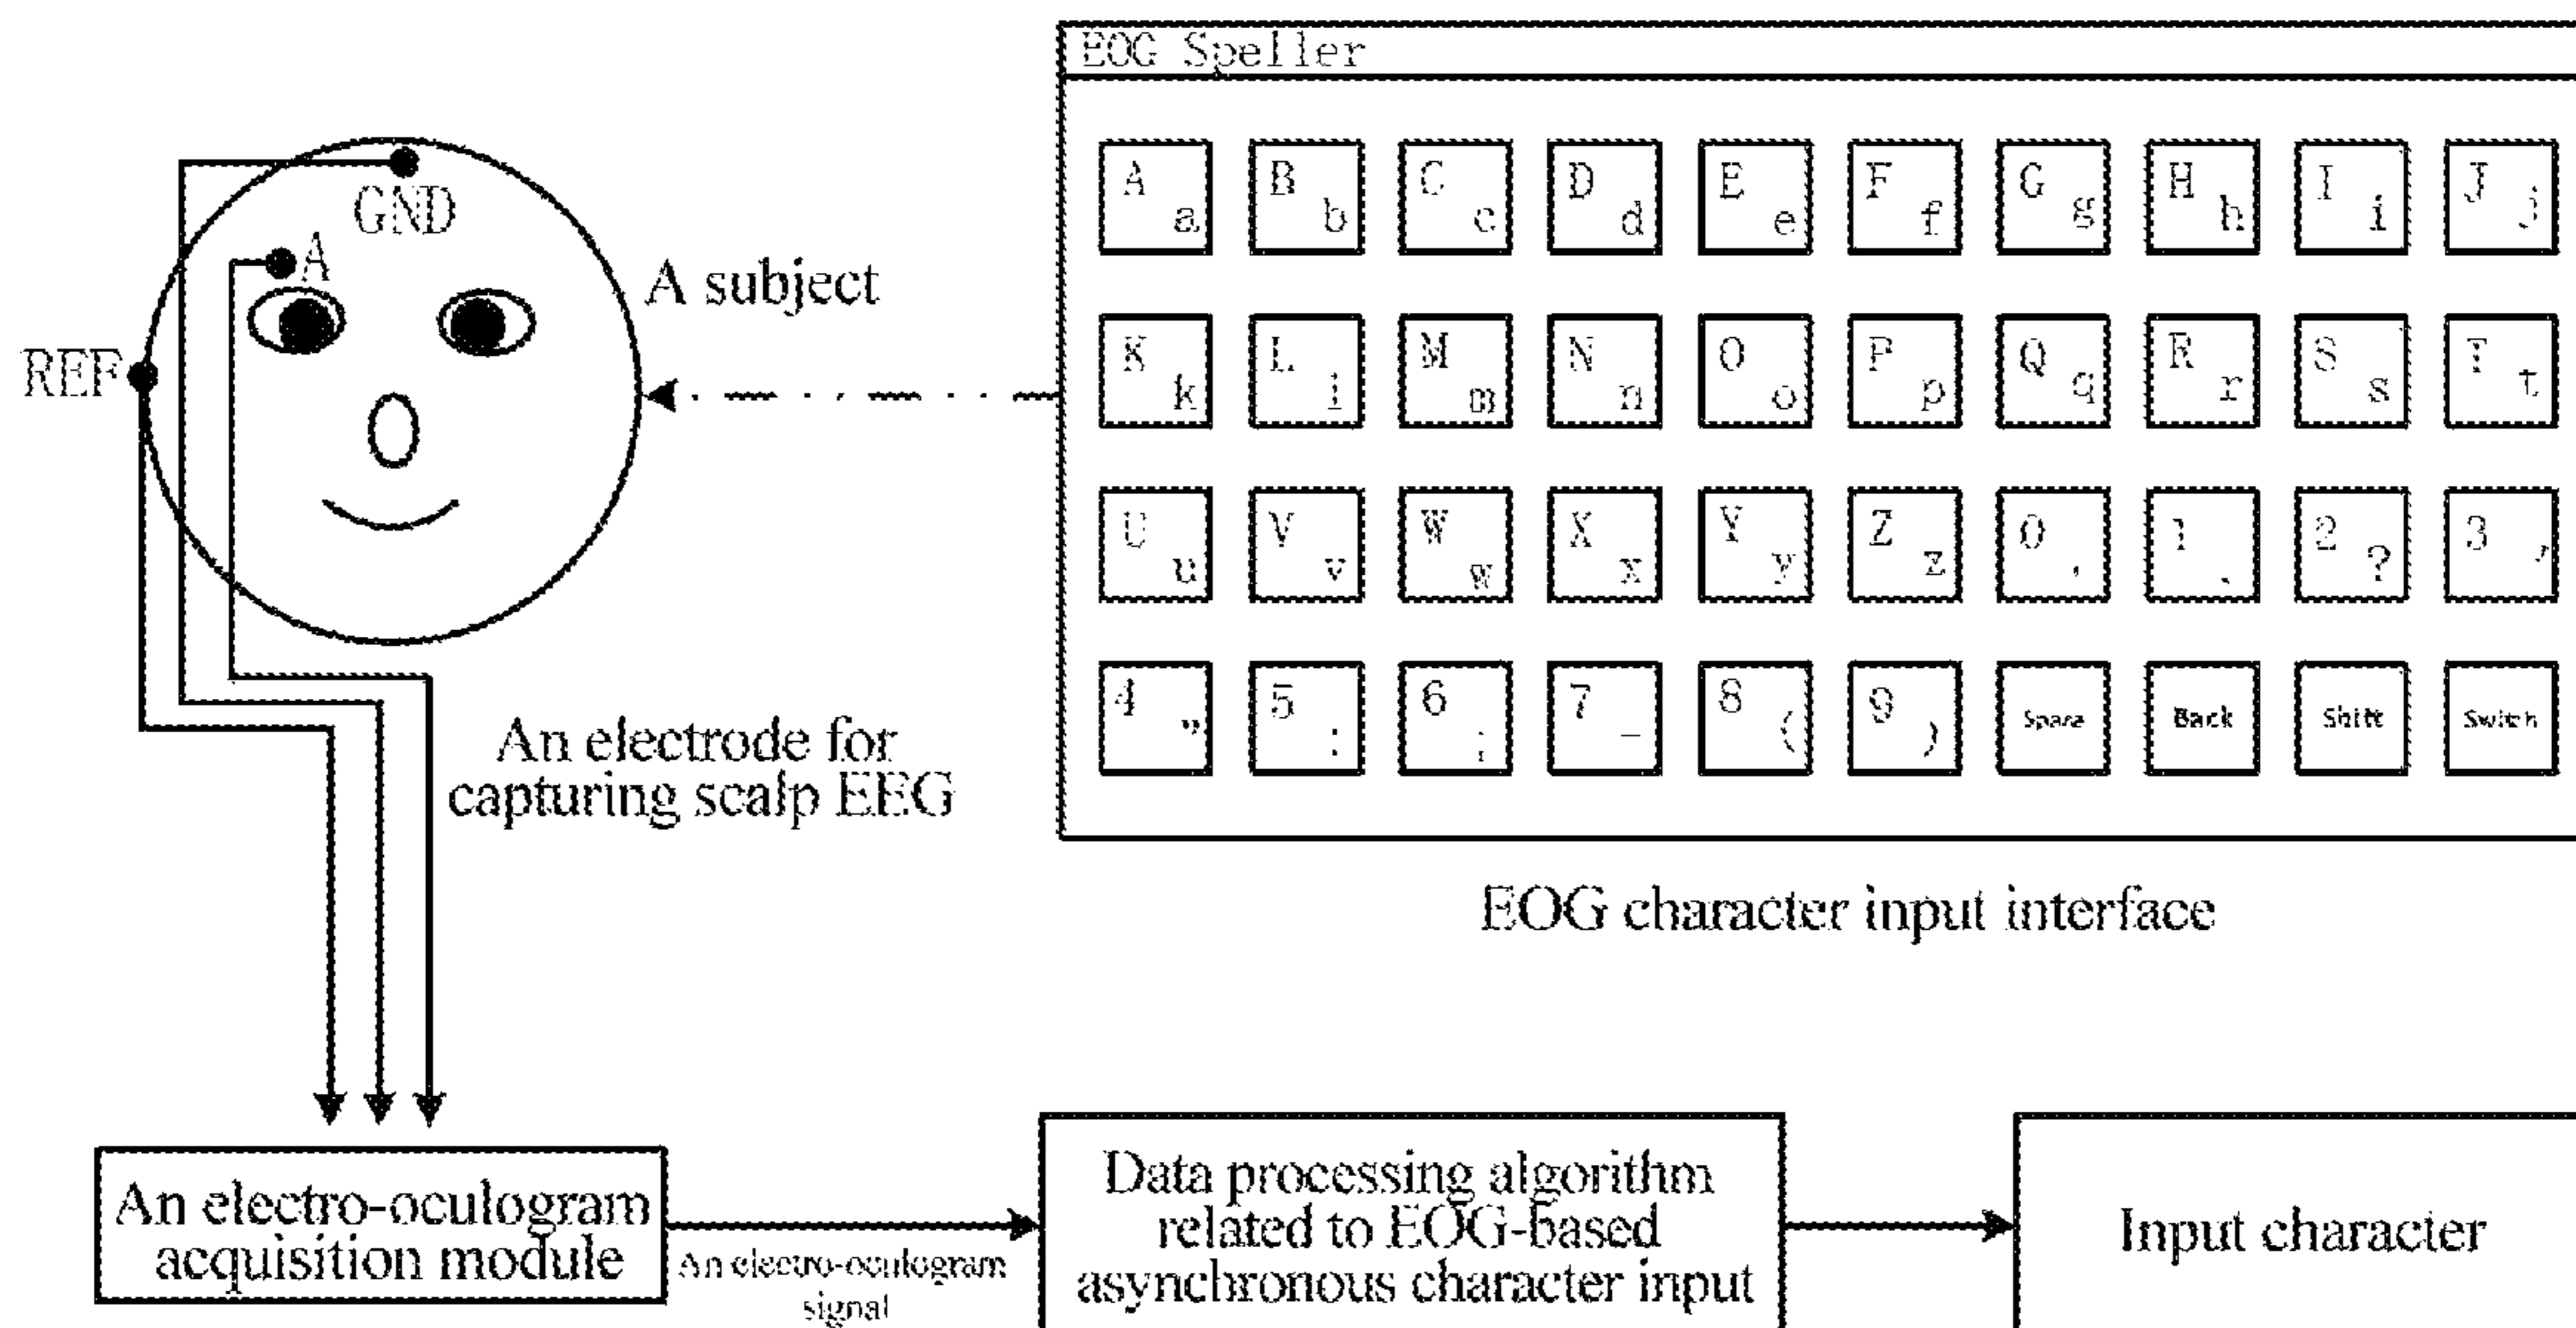 EOG Speller
A a B b C c D d E e F f G g H h I i J j
K k L l M m N n O o P p Q q R r S s T t
U u V v W w X x Y y Z z 0 , 1 . 2 ? 3 /
4 " 5 : 6 ; 7 - 8 ( 9 ) Space Back Shift Switch
EOG character input interface
GND
A
REF
A subject
An electrode for
capturing scalp EEG
An electro-oculogram
acquisition module
An electro-oculogram
signal
Data processing algorithm
related to EOG-based
asynchronous character input
Input character